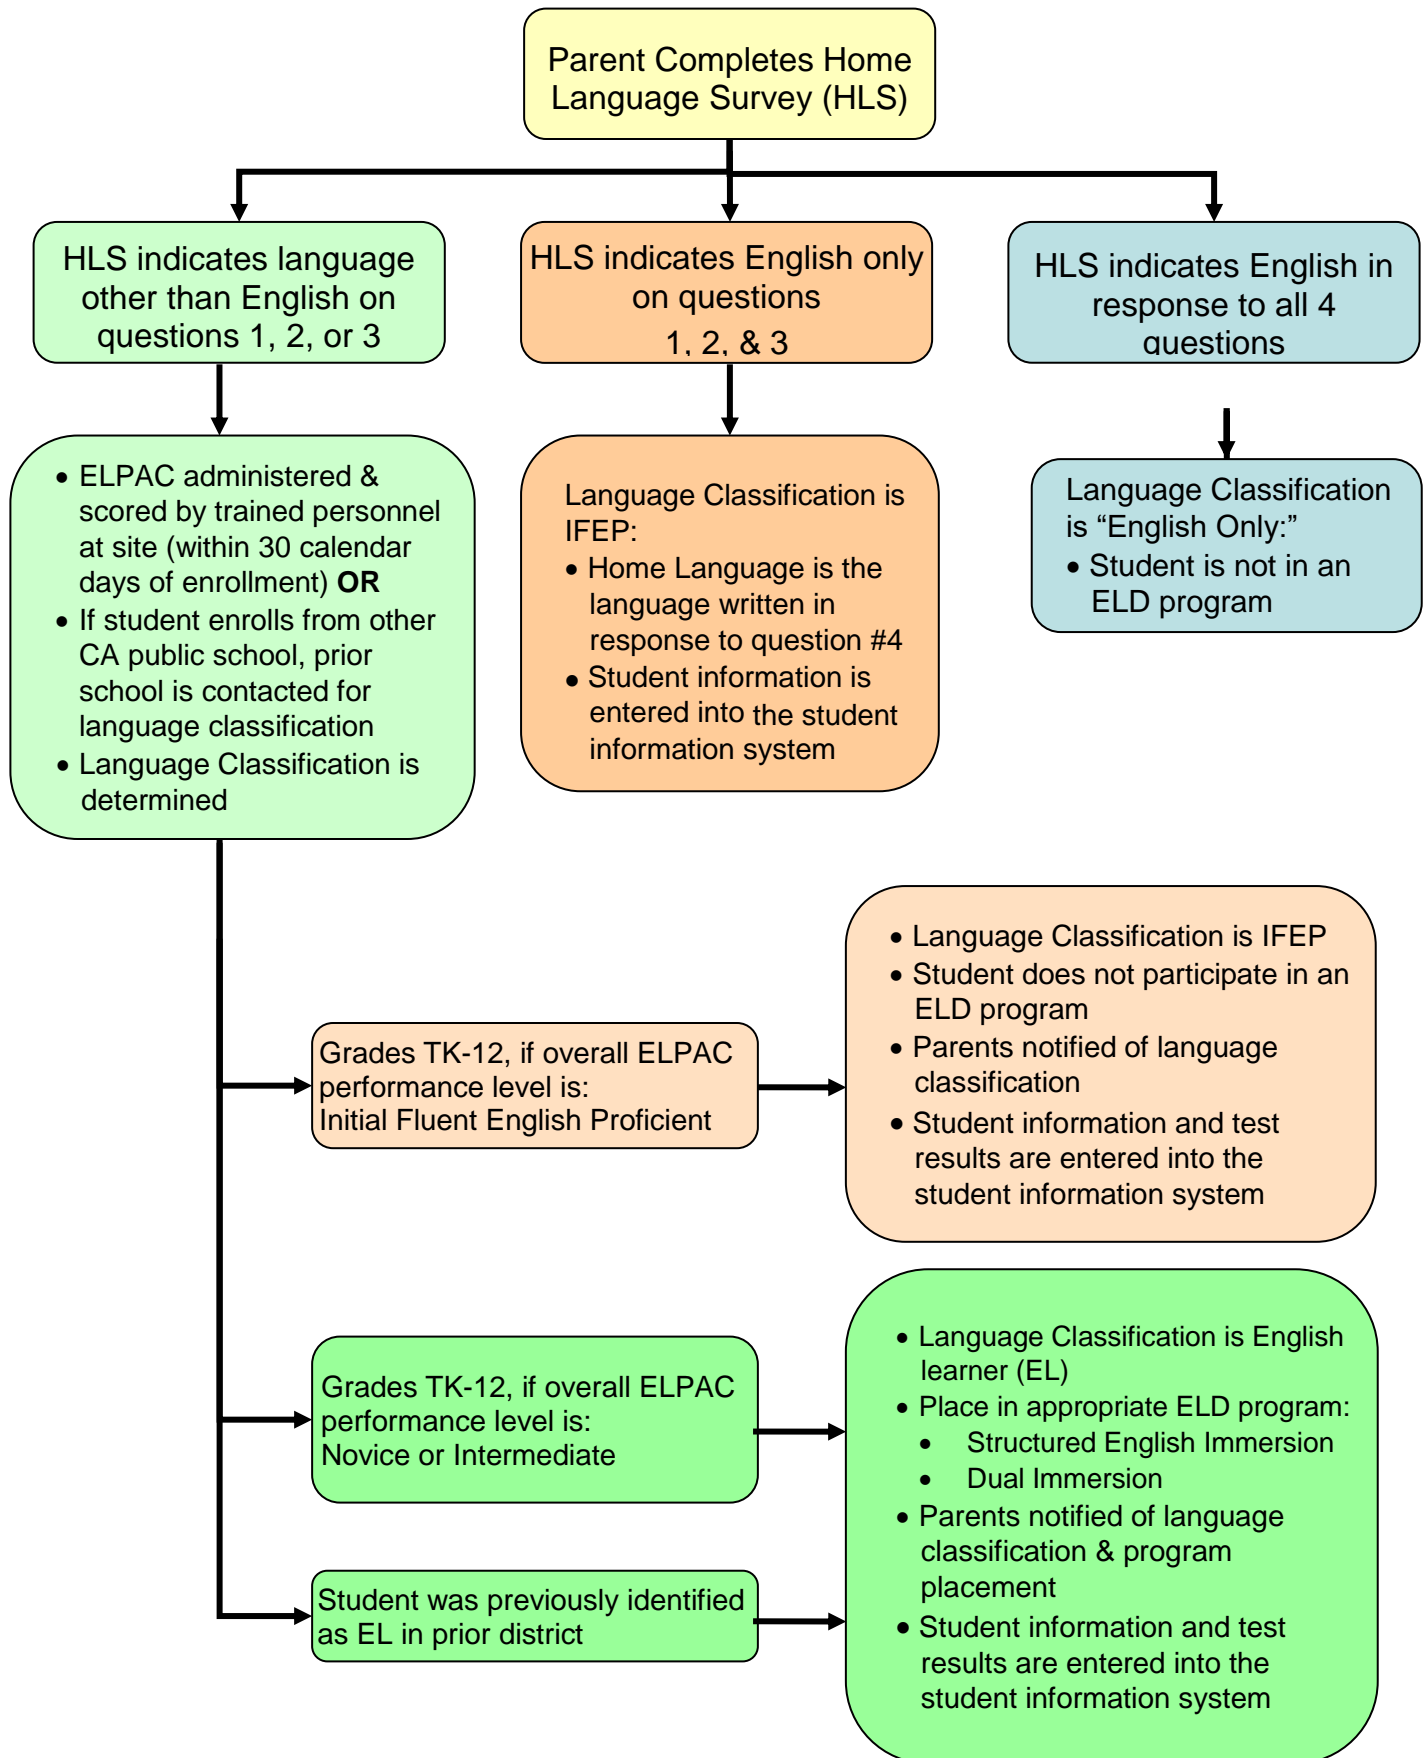 Parent Completes Home
Language Survey (HLS)
HLS indicates language
other than English on
questions 1, 2, or 3
HLS indicates English only
on questions
1, 2, & 3
HLS indicates English in
response to all 4
questions
• ELPAC administered &
scored by trained personnel
at site (within 30 calendar
days of enrollment) OR
• If student enrolls from other
CA public school, prior
school is contacted for
language classification
• Language Classification is
determined
Language Classification is
IFEP:
• Home Language is the
language written in
response to question #4
• Student information is
entered into the student
information system
Language Classification
is “English Only:”
• Student is not in an
ELD program
Grades TK-12, if overall ELPAC
performance level is:
Initial Fluent English Proficient
• Language Classification is IFEP
• Student does not participate in an
ELD program
• Parents notified of language
classification
• Student information and test
results are entered into the
student information system
Grades TK-12, if overall ELPAC
performance level is:
Novice or Intermediate
Student was previously identified
as EL in prior district
• Language Classification is English
learner (EL)
• Place in appropriate ELD program:
• Structured English Immersion
• Dual Immersion
• Parents notified of language
classification & program
placement
• Student information and test
results are entered into the
student information system